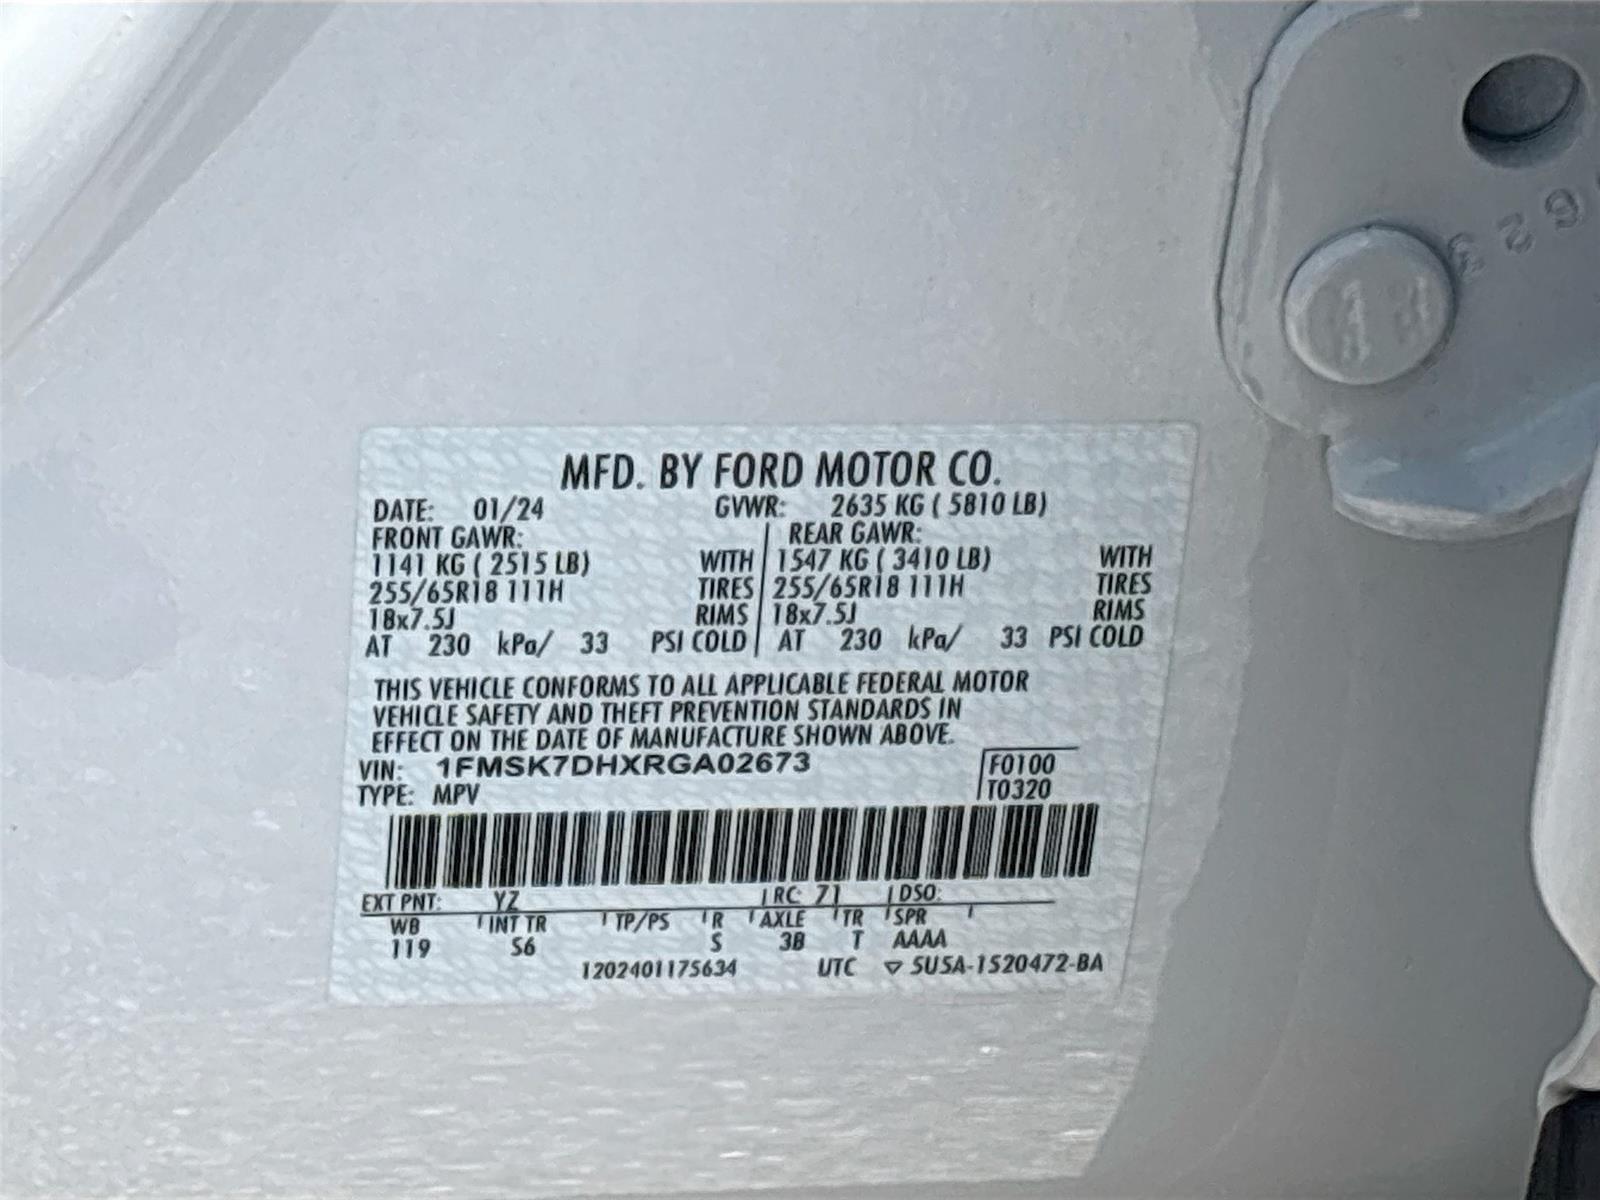 MFD. BY FORD MOTOR CO.
DATE: 01/24 GVWR: 2635 KG ( 5810 LB)
FRONT GAWR: REAR GAWR:
1141 KG ( 2515 LB) WITH 1547 KG ( 3410 LB) WITH
255/65R18 111H TIRES 255/65R18 111H TIRES
18x7.5J RIMS 18x7.5J RIMS
AT 230 kPa/ 33 PSI COLD AT 230 kPa/ 33 PSI COLD
THIS VEHICLE CONFORMS TO ALL APPLICABLE FEDERAL MOTOR
VEHICLE SAFETY AND THEFT PREVENTION STANDARDS IN
EFFECT ON THE DATE OF MANUFACTURE SHOWN ABOVE.
VIN: 1FMSK7DHXRGA02673 F0100
TYPE: MPV T0320
EXT PNT: YZ RC: 71 DSO:
WB INT TR TP/PS R AXLE TR SPR
119 S6 S 3B T AAAA
1202401175634 UTC ▽ 5U5A-1520472-BA